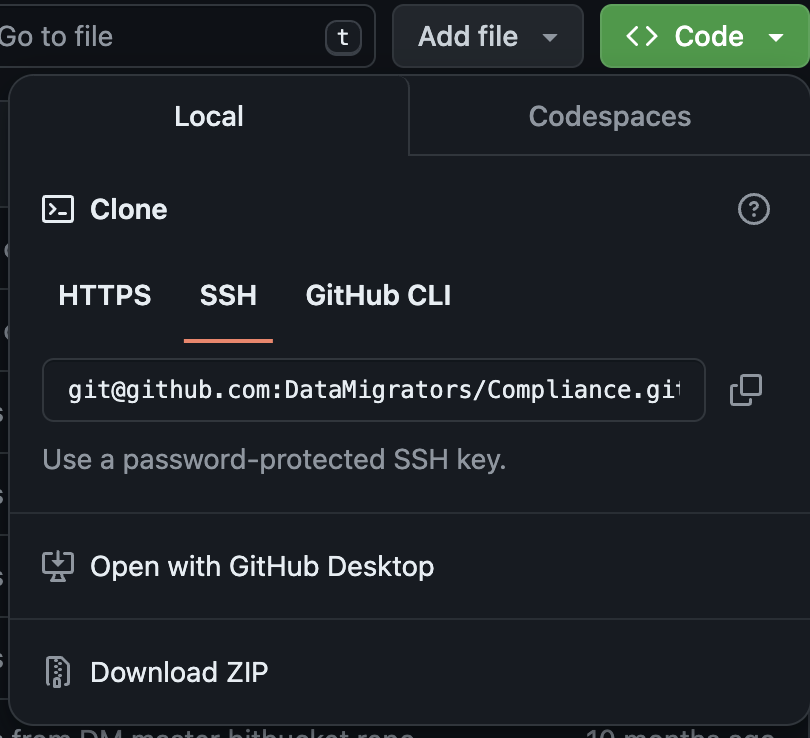 Go to file t Add file Code
Local Codespaces
Clone
HTTPS SSH GitHub CLI
git@github.com:DataMigrators/Compliance.git
Use a password-protected SSH key.
Open with GitHub Desktop
Download ZIP
from DM master bitbucket repo 10 months ago